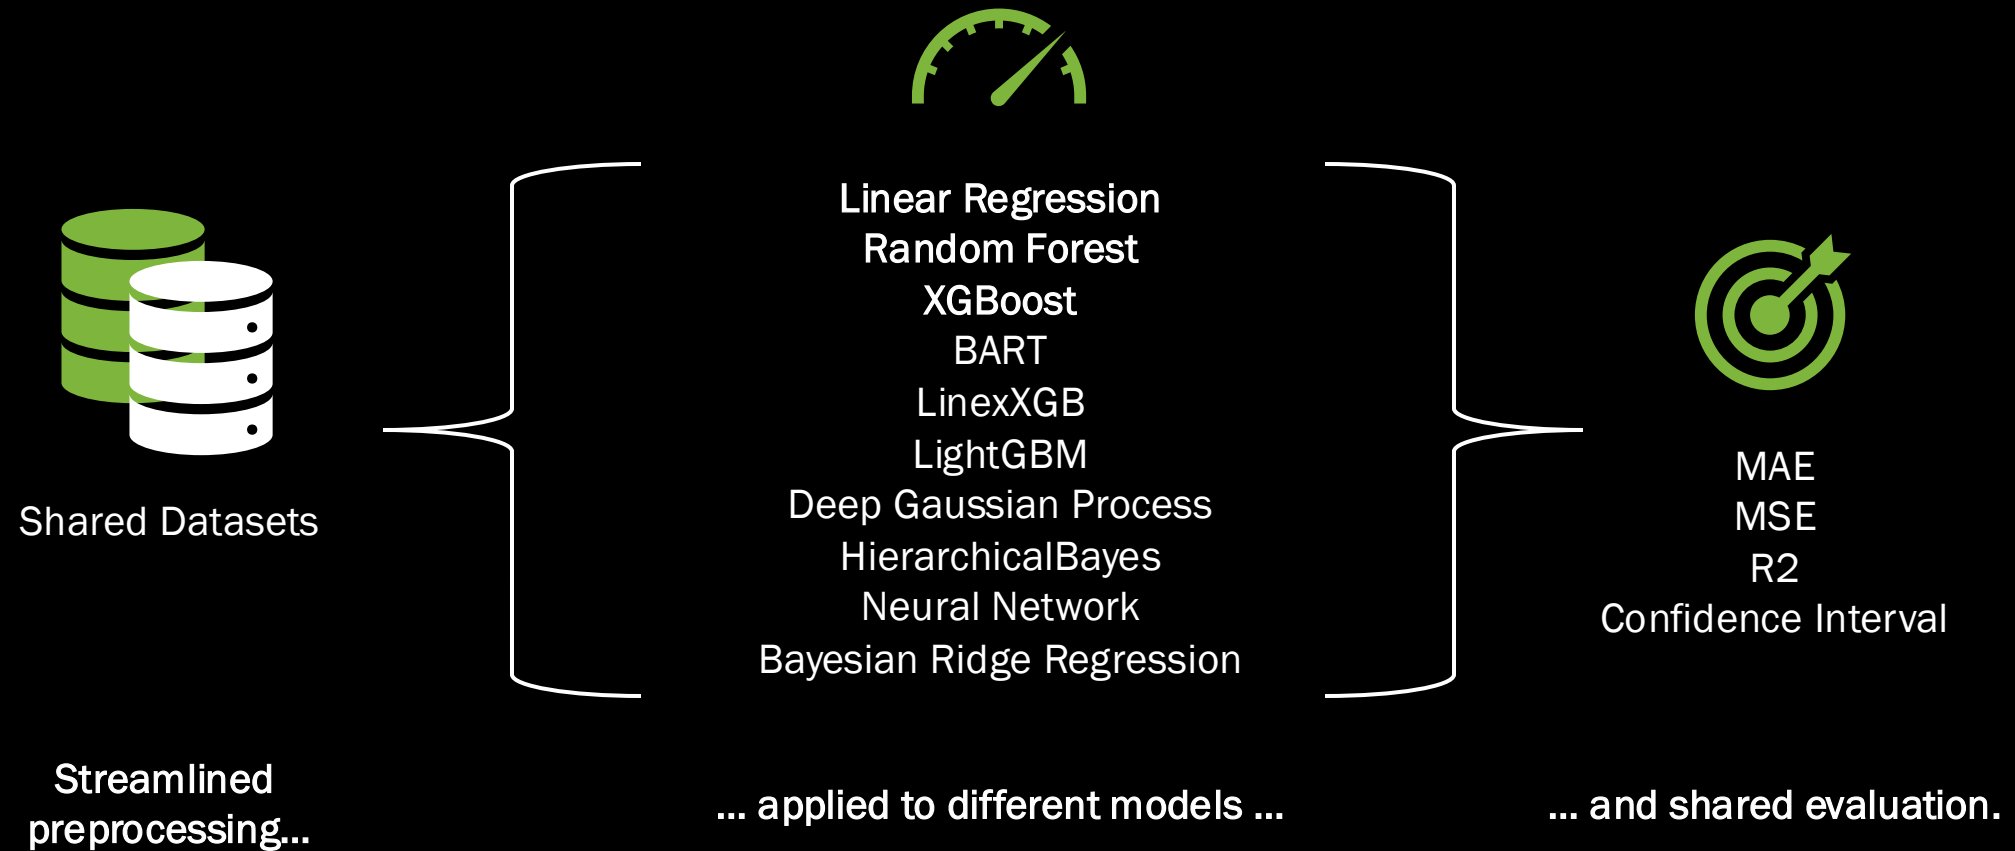 Shared Datasets
Streamlined
preprocessing...
Linear Regression
Random Forest
XGBoost
BART
LinexXGB
LightGBM
Deep Gaussian Process
HierarchicalBayes
Neural Network
Bayesian Ridge Regression
... applied to different models ...
MAE
MSE
R2
Confidence Interval
... and shared evaluation.